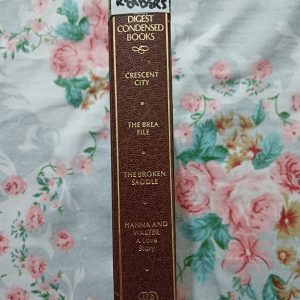 READERS
DIGEST
CONDENSED
BOOKS
CRESCENT
CITY
THE BREA
FILE
THE BROKEN
SADDLE
HANNA AND
WALTER
A Love
Story